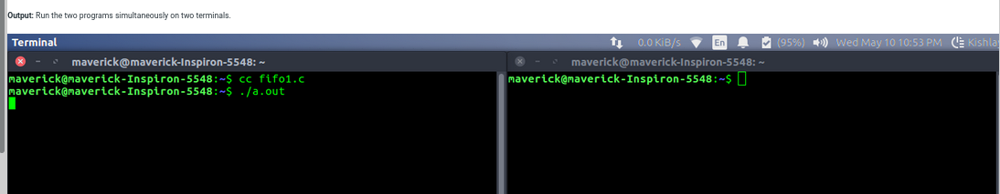 Output: Run the two programs simultaneously on two terminals.
Terminal 0.0 KiB/s En (95%) Wed May 10 10:53 PM Kishla
maverick@maverick-Inspiron-5548: ~
maverick@maverick-Inspiron-5548:~$ cc fifo1.c
maverick@maverick-Inspiron-5548:~$ ./a.out
maverick@maverick-Inspiron-5548: ~
maverick@maverick-Inspiron-5548:~$